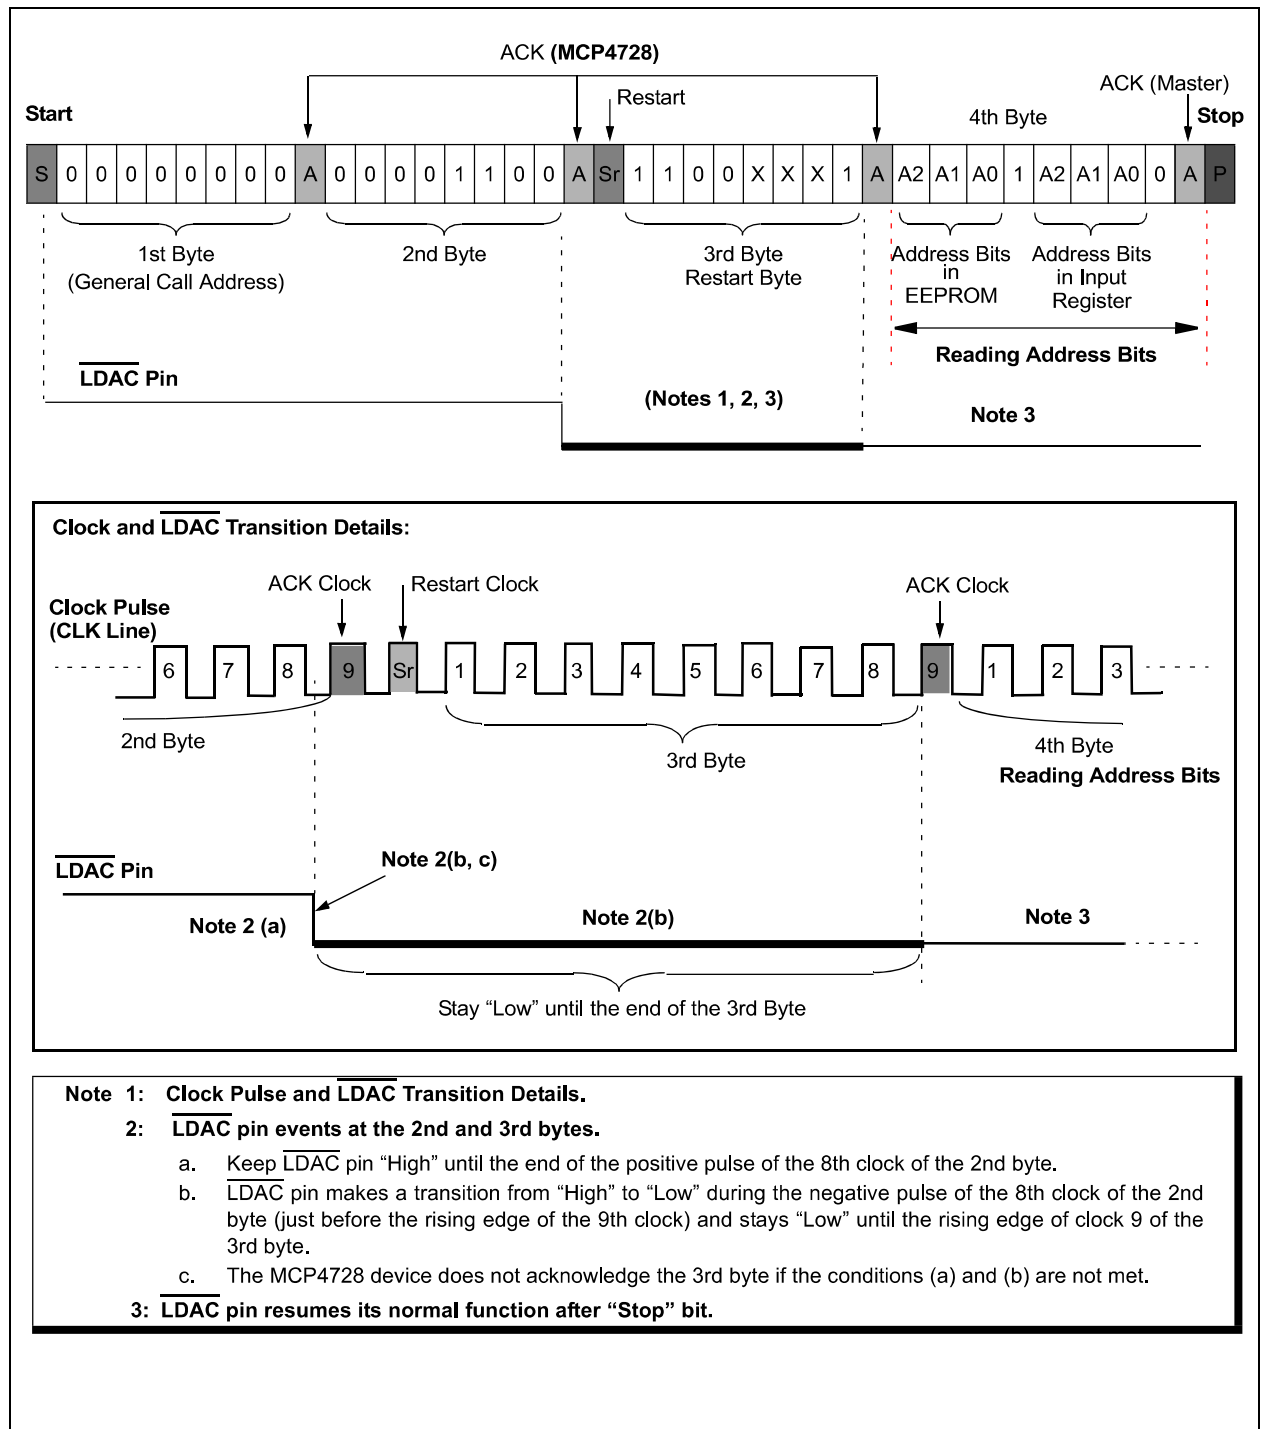 ACK (MCP4728)
Restart
ACK (Master)
Start
4th Byte
Stop
S 0 0 0 0 0 0 0 0 A 0 0 0 0 1 1 0 0 A Sr 1 1 0 0 X X X 1 A A2 A1 A0 1 A2 A1 A0 0 A P
1st Byte
(General Call Address)
2nd Byte
3rd Byte
Restart Byte
Address Bits
in
EEPROM
Address Bits
in Input
Register
Reading Address Bits
LDAC Pin
(Notes 1, 2, 3)
Note 3
Clock and LDAC Transition Details:
ACK Clock
Restart Clock
ACK Clock
Clock Pulse
(CLK Line)
6 7 8 9 Sr 1 2 3 4 5 6 7 8 9 1 2 3
2nd Byte
3rd Byte
4th Byte
Reading Address Bits
LDAC Pin
Note 2(b, c)
Note 2 (a)
Note 2(b)
Note 3
Stay “Low” until the end of the 3rd Byte
Note 1: Clock Pulse and LDAC Transition Details.
2: LDAC pin events at the 2nd and 3rd bytes.
a. Keep LDAC pin “High” until the end of the positive pulse of the 8th clock of the 2nd byte.
b. LDAC pin makes a transition from “High” to “Low” during the negative pulse of the 8th clock of the 2nd
byte (just before the rising edge of the 9th clock) and stays “Low” until the rising edge of clock 9 of the
3rd byte.
c. The MCP4728 device does not acknowledge the 3rd byte if the conditions (a) and (b) are not met.
3: LDAC pin resumes its normal function after “Stop” bit.